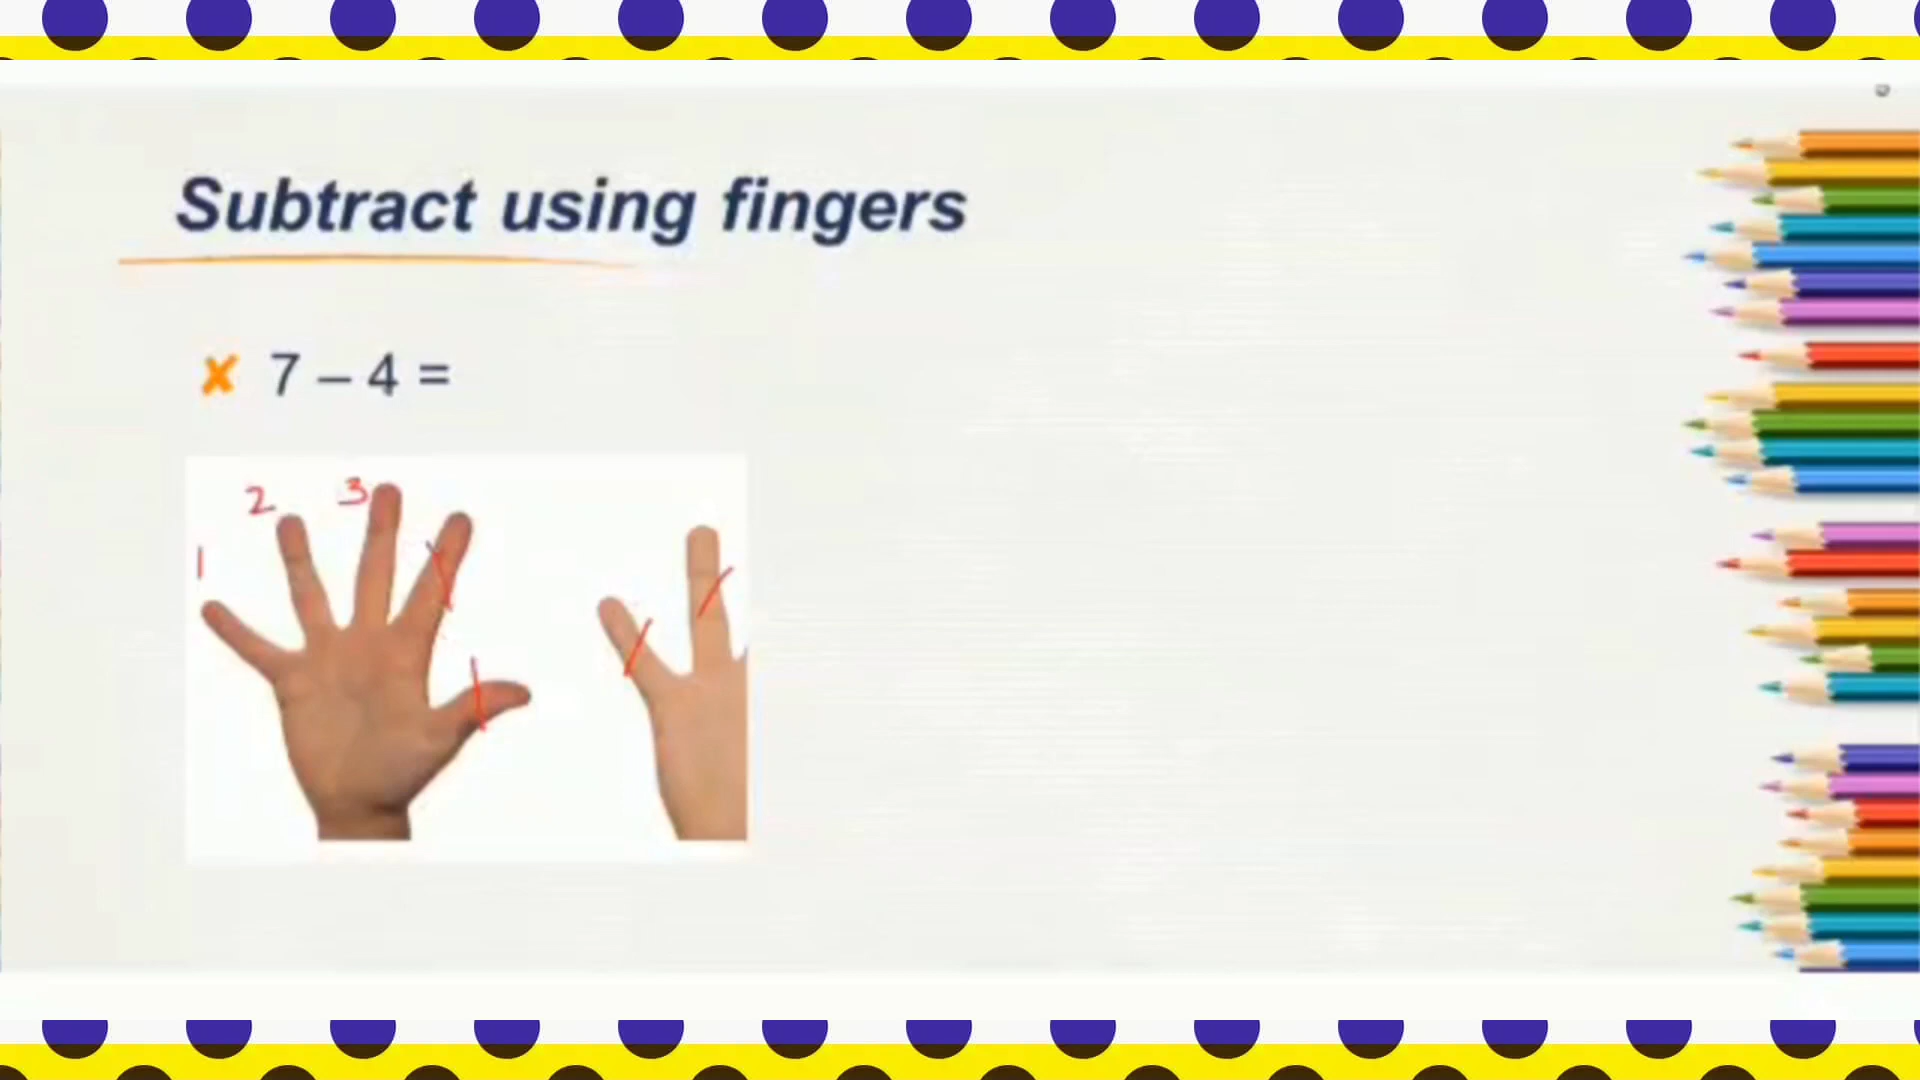 Subtract using fingers
✘ 7 – 4 =
1 2 3